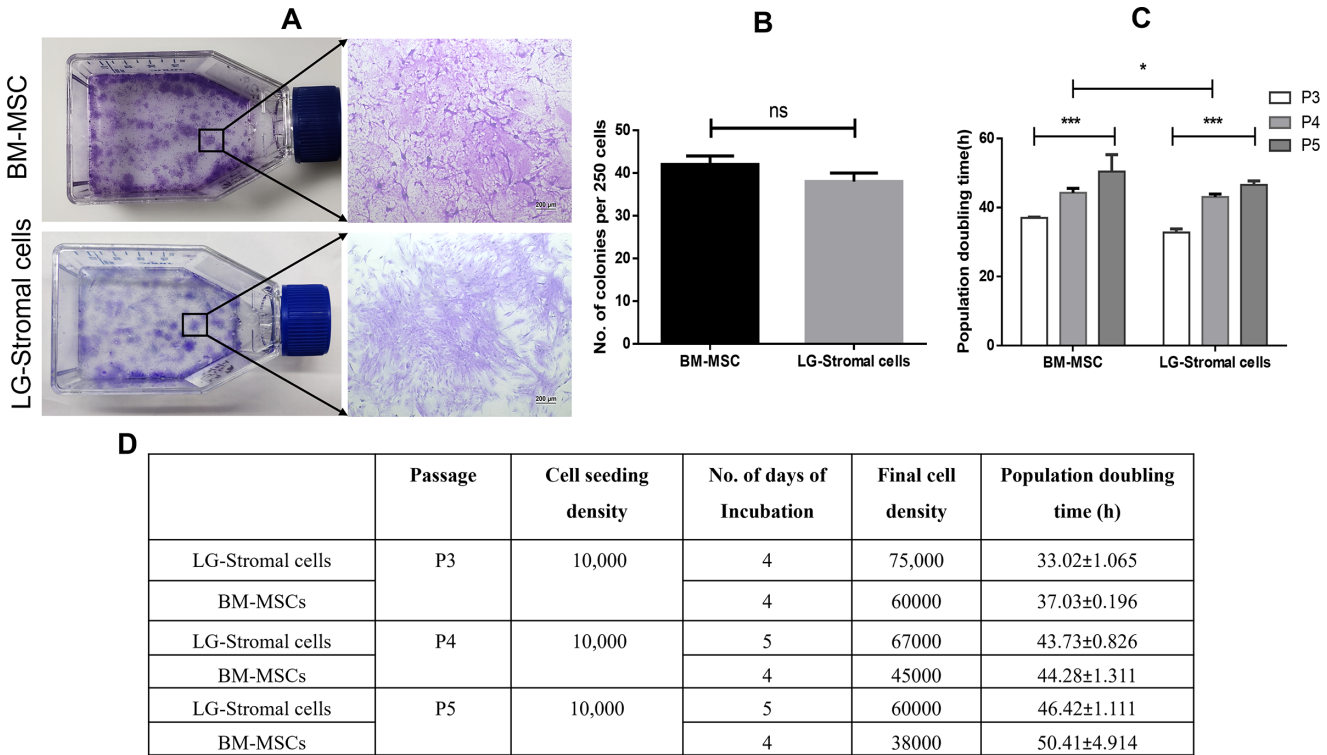 A
BM-MSC
LG-Stromal cells
200 µm
200 µm
B
No. of colonies per 250 cells
50
40
30
20
10
0
ns
BM-MSC
LG-Stromal cells
C
Population doubling time(h)
60
40
20
0
*
***
***
P3
P4
P5
BM-MSC
LG-Stromal cells
D
Passage
Cell seeding
density
No. of days of
Incubation
Final cell
density
Population doubling
time (h)
LG-Stromal cells P3 10,000 4 75,000 33.02±1.065
BM-MSCs 4 60000 37.03±0.196
LG-Stromal cells P4 10,000 5 67000 43.73±0.826
BM-MSCs 4 45000 44.28±1.311
LG-Stromal cells P5 10,000 5 60000 46.42±1.111
BM-MSCs 4 38000 50.41±4.914